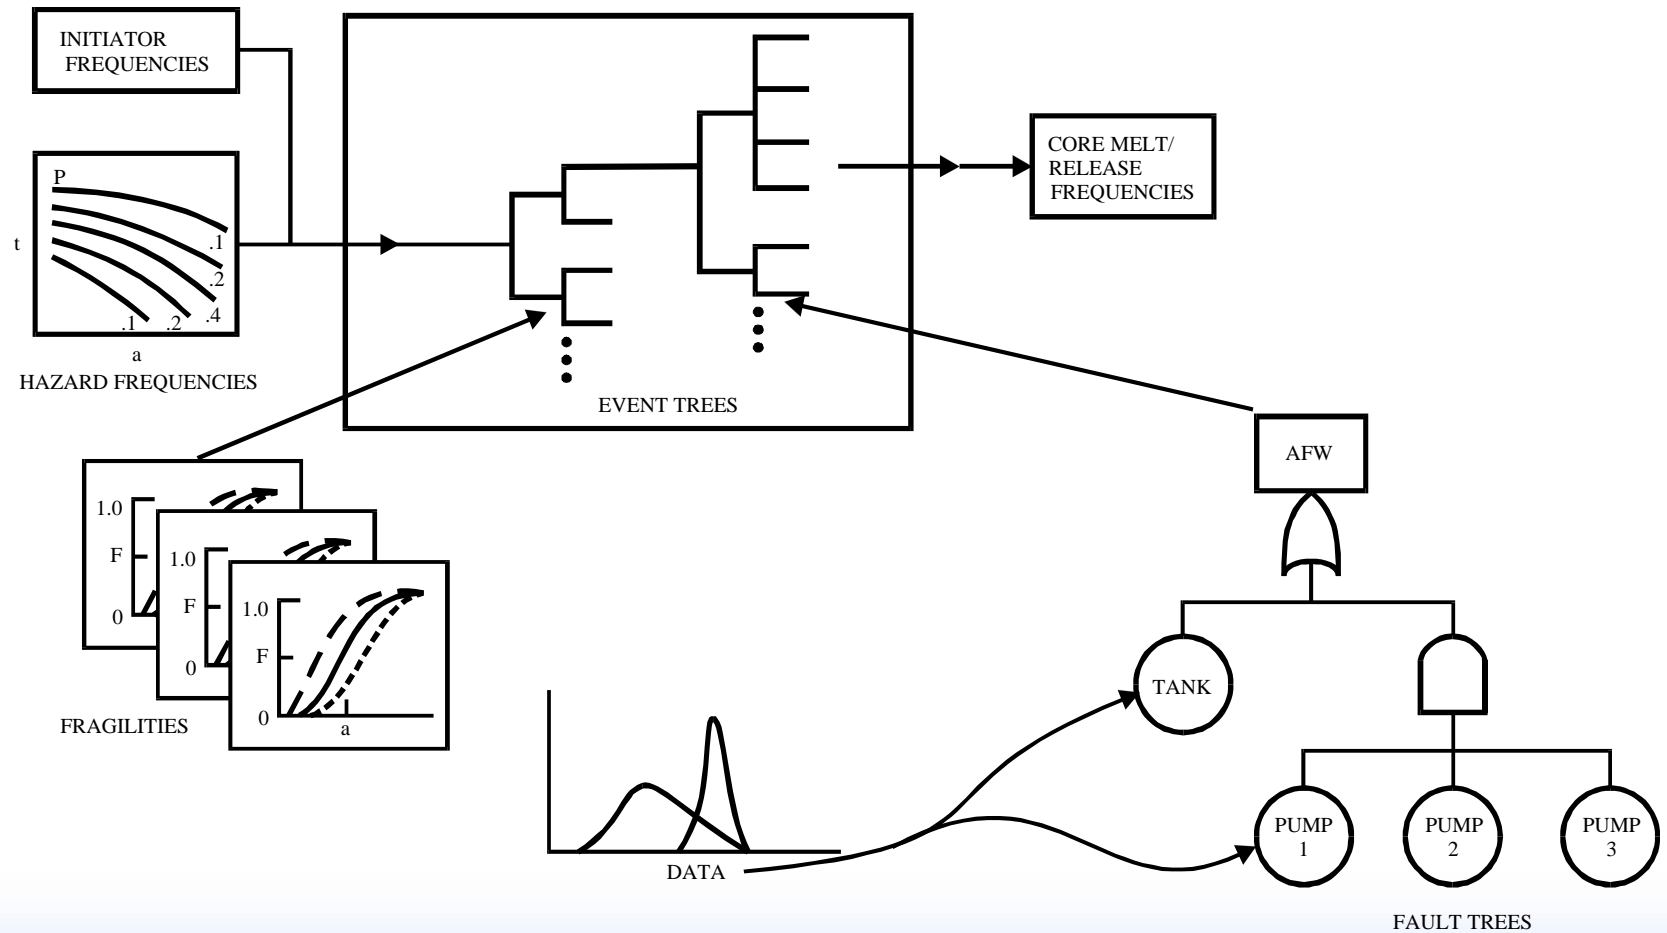 INITIATOR
FREQUENCIES
P
t
.1
.2
.4
.2
.1
a
HAZARD FREQUENCIES
EVENT TREES
CORE MELT/
RELEASE
FREQUENCIES
AFW
1.0
F
0
1.0
F
0
1.0
F
0
a
FRAGILITIES
DATA
TANK
PUMP
1
PUMP
2
PUMP
3
FAULT TREES